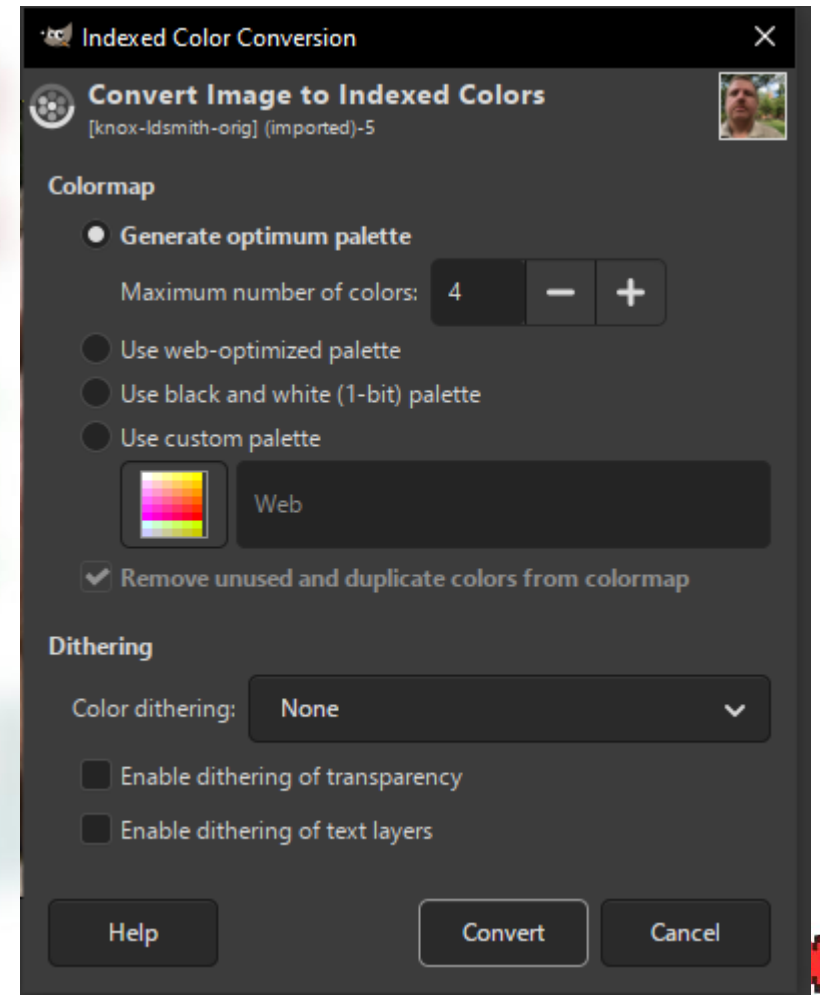 Indexed Color Conversion
Convert Image to Indexed Colors
[knox-ldsmith-orig] (imported)-5
Colormap
Generate optimum palette
Maximum number of colors: 4
Use web-optimized palette
Use black and white (1-bit) palette
Use custom palette
Web
Remove unused and duplicate colors from colormap
Dithering
Color dithering: None
Enable dithering of transparency
Enable dithering of text layers
Help Convert Cancel